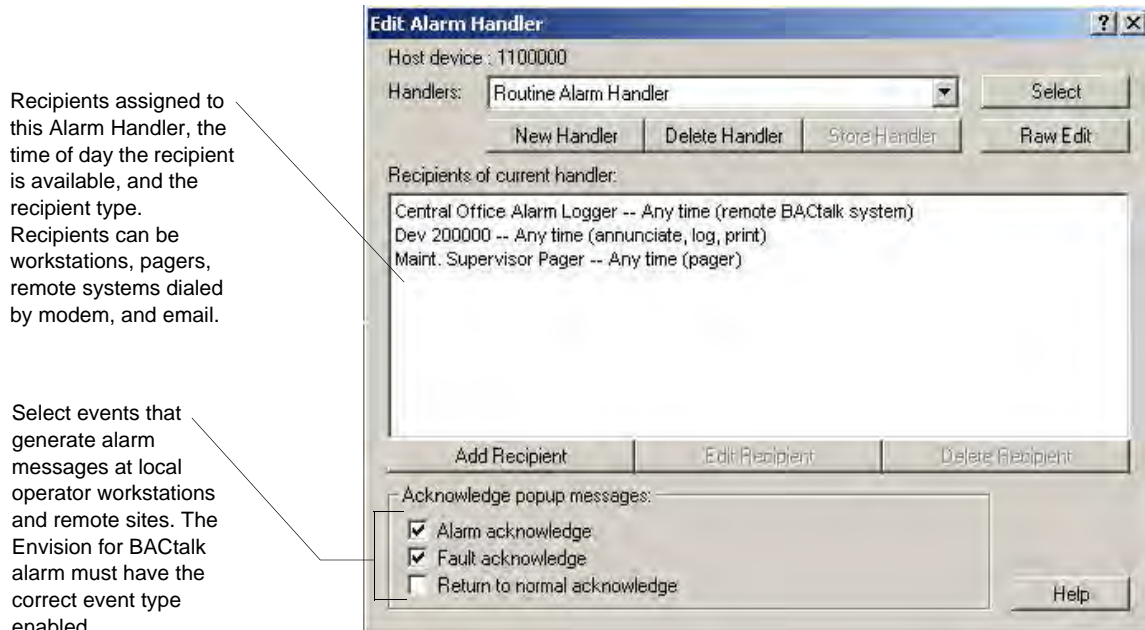 Edit Alarm Handler
Host device : 1100000
Handlers: Routine Alarm Handler Select
New Handler Delete Handler Store Handler Raw Edit
Recipients of current handler:
Central Office Alarm Logger -- Any time (remote BACtalk system)
Dev 200000 -- Any time (annunciate, log, print)
Maint. Supervisor Pager -- Any time (pager)
Add Recipient Edit Recipient Delete Recipient
Acknowledge popup messages:
Alarm acknowledge
Fault acknowledge
Return to normal acknowledge
Help
Recipients assigned to
this Alarm Handler, the
time of day the recipient
is available, and the
recipient type.
Recipients can be
workstations, pagers,
remote systems dialed
by modem, and email.
Select events that
generate alarm
messages at local
operator workstations
and remote sites. The
Envision for BACtalk
alarm must have the
correct event type
enabled